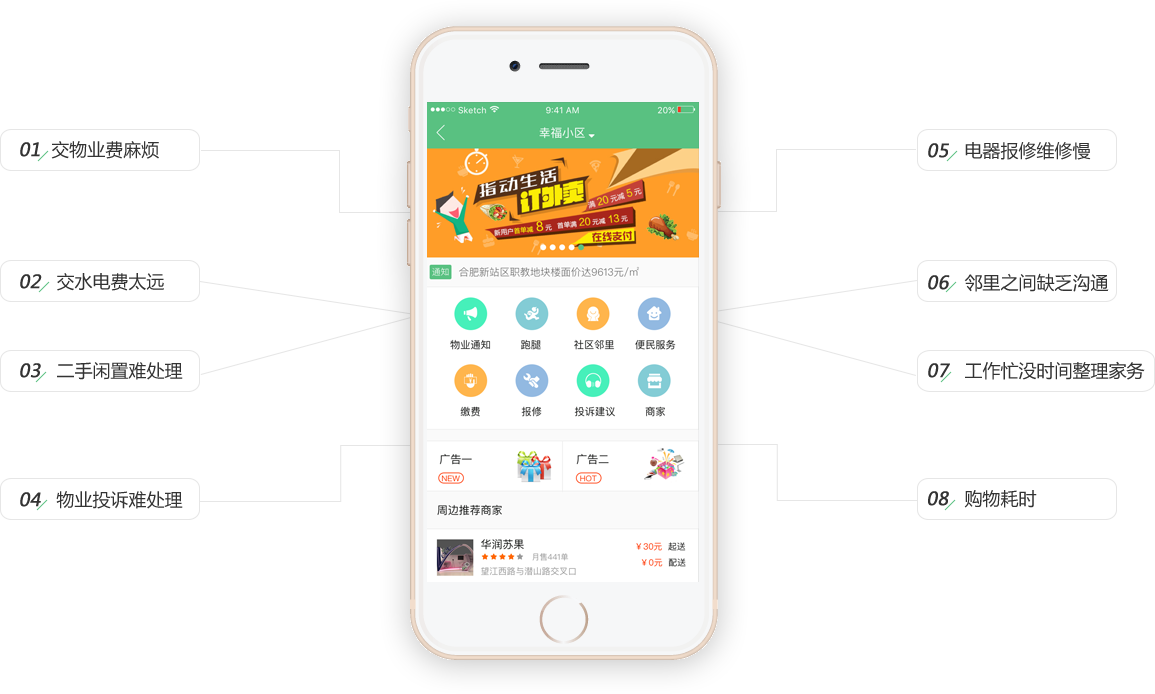 01 交物业费麻烦
02 交水电费太远
03 二手闲置难处理
04 物业投诉难处理
Sketch 9:41 AM 20%
幸福小区
指动生活
订外卖
满20元减5元
新用户首单减8元 首单满20元减13元
在线支付
通知 合肥新站区职教地块楼面价达9613元/㎡
物业通知 跑腿 社区邻里 便民服务
缴费 报修 投诉建议 商家
广告一 广告二
NEW HOT
周边推荐商家
华润苏果 ¥30元 起送
月售441单
¥0元 配送
望江西路与潜山路交叉口
05 电器报修维修慢
06 邻里之间缺乏沟通
07 工作忙没时间整理家务
08 购物耗时